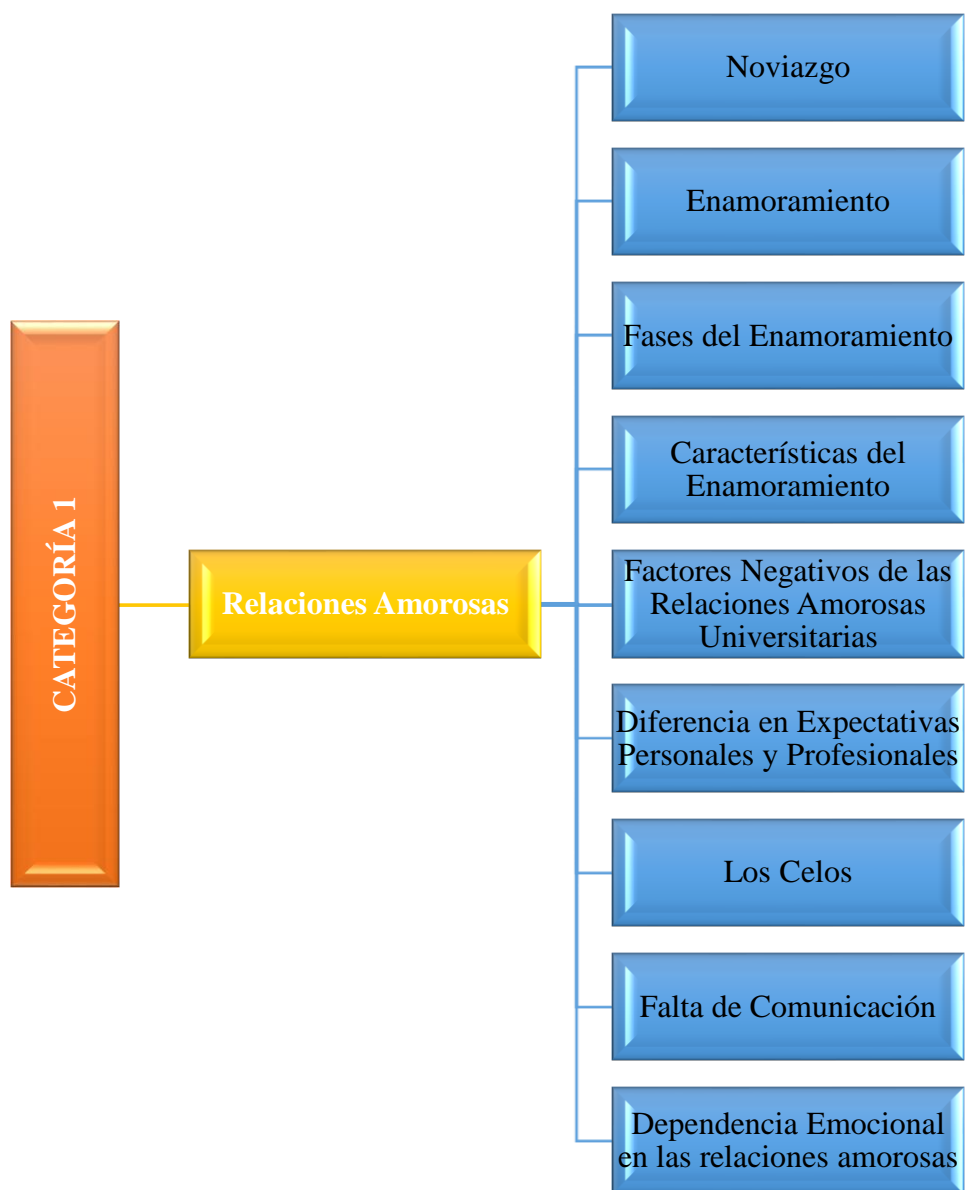 CATEGORÍA 1
Relaciones Amorosas
Noviazgo
Enamoramiento
Fases del Enamoramiento
Características del
Enamoramiento
Factores Negativos de las
Relaciones Amorosas
Universitarias
Diferencia en Expectativas
Personales y Profesionales
Los Celos
Falta de Comunicación
Dependencia Emocional
en las relaciones amorosas